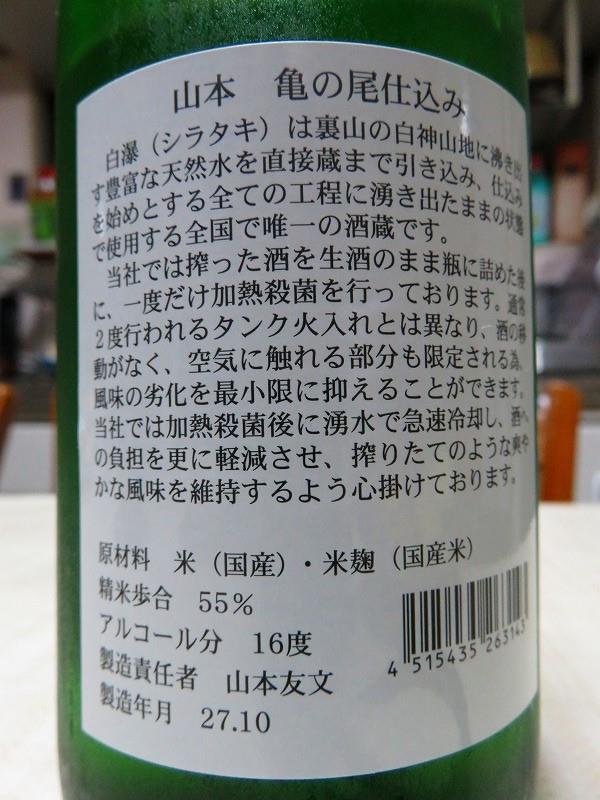 山本 亀の尾仕込み
白瀑（シラタキ）は裏山の白神山地に沸き出
す豊富な天然水を直接蔵まで引き込み、仕込み
を始めとする全ての工程に湧き出たままの状態
で使用する全国で唯一の酒蔵です。
当社では搾った酒を生酒のまま瓶に詰めた後
に、一度だけ加熱殺菌を行っております。通常
２度行われるタンク火入れとは異なり、酒の移
動がなく、空気に触れる部分も限定される為、
風味の劣化を最小限に抑えることができます。
当社では加熱殺菌後に湧水で急速冷却し、酒へ
の負担を更に軽減させ、搾りたてのような爽や
かな風味を維持するよう心掛けております。
原材料 米（国産）・米麹（国産米）
精米歩合 55%
アルコール分 16度
製造責任者 山本友文
製造年月 27.10
4 515435 263143